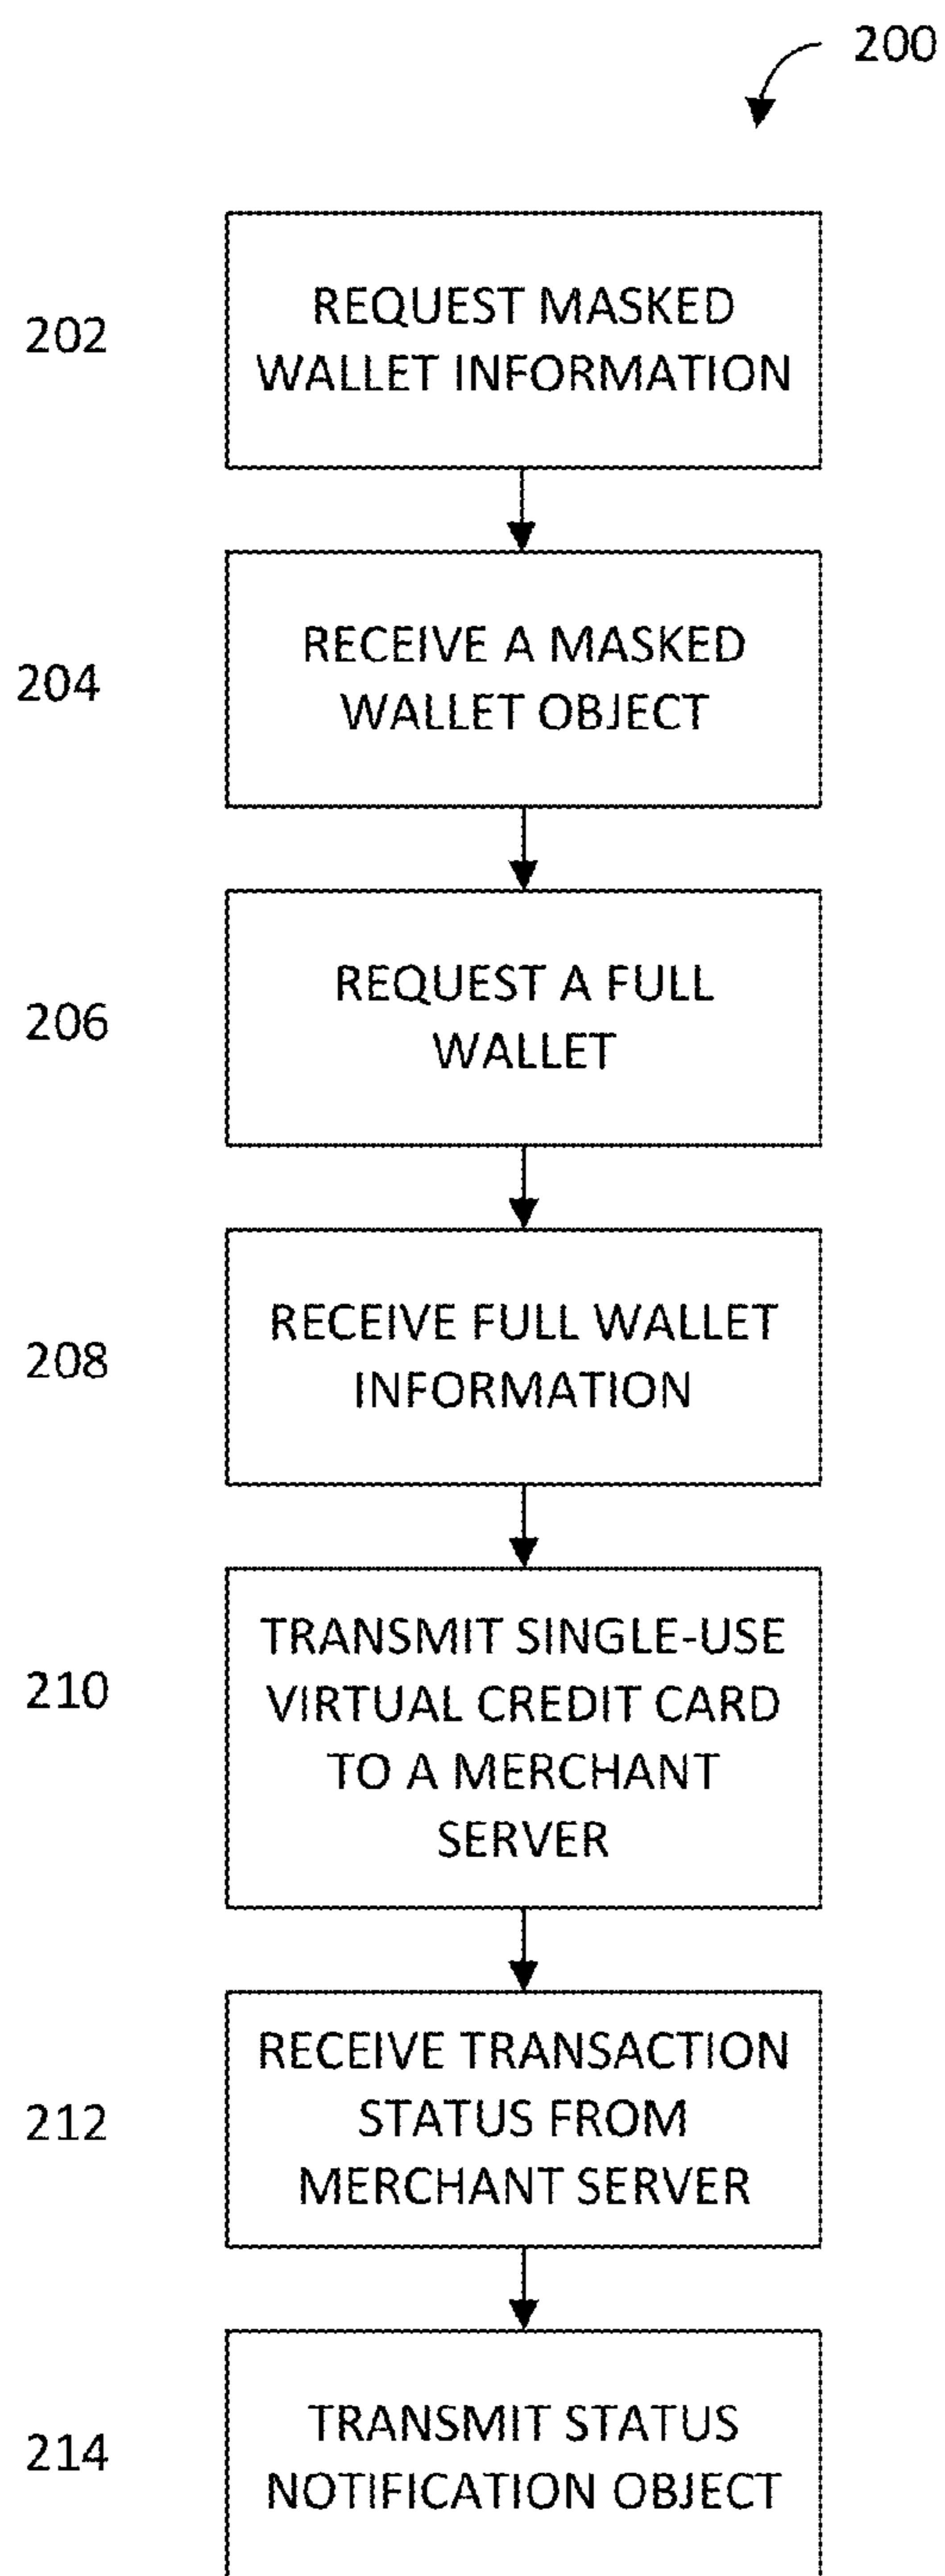 200
202
REQUEST MASKED
WALLET INFORMATION
204
RECEIVE A MASKED
WALLET OBJECT
206
REQUEST A FULL
WALLET
208
RECEIVE FULL WALLET
INFORMATION
210
TRANSMIT SINGLE-USE
VIRTUAL CREDIT CARD
TO A MERCHANT
SERVER
212
RECEIVE TRANSACTION
STATUS FROM
MERCHANT SERVER
214
TRANSMIT STATUS
NOTIFICATION OBJECT